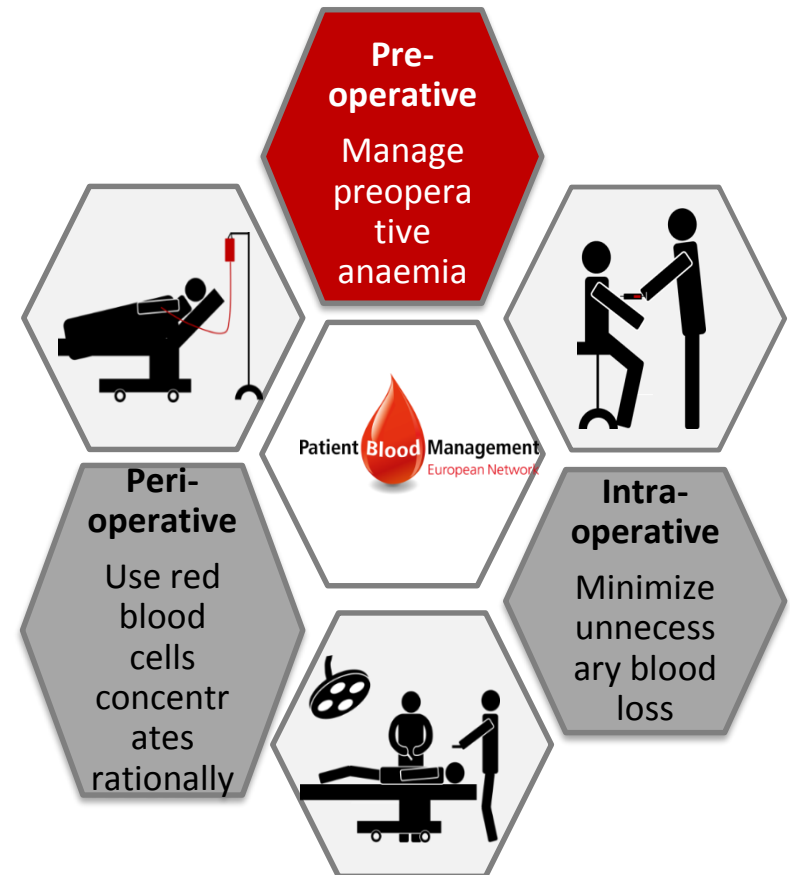 Pre-
operative
Manage
preopera
tive
anaemia
Patient Blood Management
European Network
Peri-
operative
Use red
blood
cells
concentr
ates
rationally
Intra-
operative
Minimize
unnecess
ary blood
loss